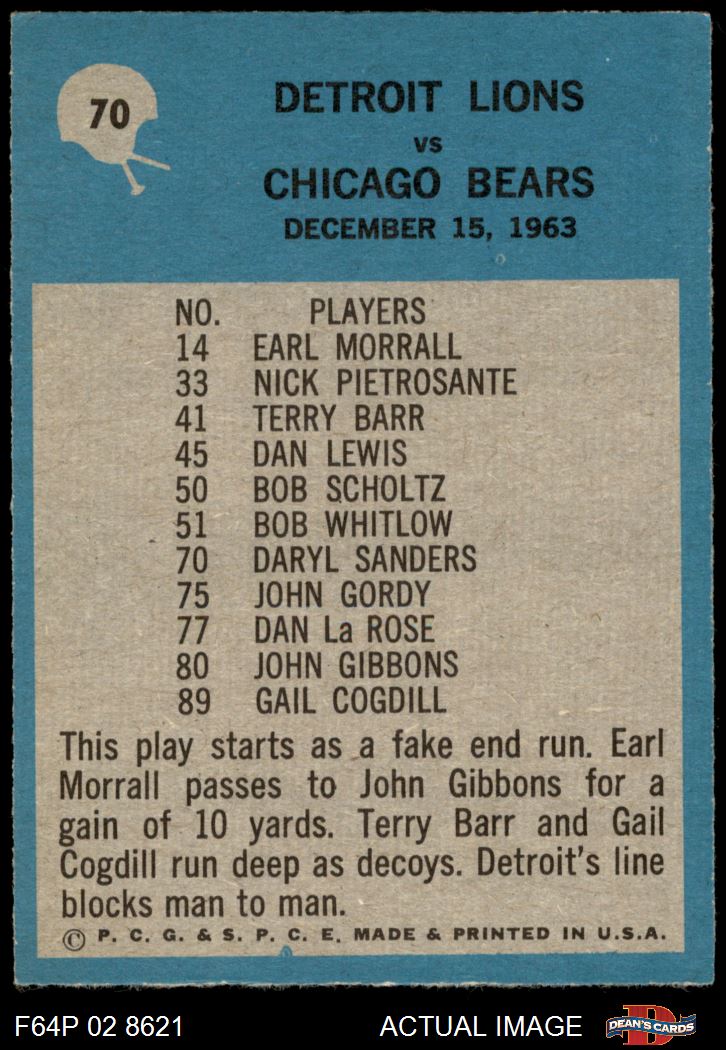 70
DETROIT LIONS
VS
CHICAGO BEARS
DECEMBER 15, 1963
NO. PLAYERS
14 EARL MORRALL
33 NICK PIETROSANTE
41 TERRY BARR
45 DAN LEWIS
50 BOB SCHOLTZ
51 BOB WHITLOW
70 DARYL SANDERS
75 JOHN GORDY
77 DAN La ROSE
80 JOHN GIBBONS
89 GAIL COGDILL
This play starts as a fake end run. Earl
Morrall passes to John Gibbons for a
gain of 10 yards. Terry Barr and Gail
Cogdill run deep as decoys. Detroit's line
blocks man to man.
© P. C. G. & S. P. C. E. MADE & PRINTED IN U.S.A.
F64P 02 8621 ACTUAL IMAGE DEAN'S CARDS